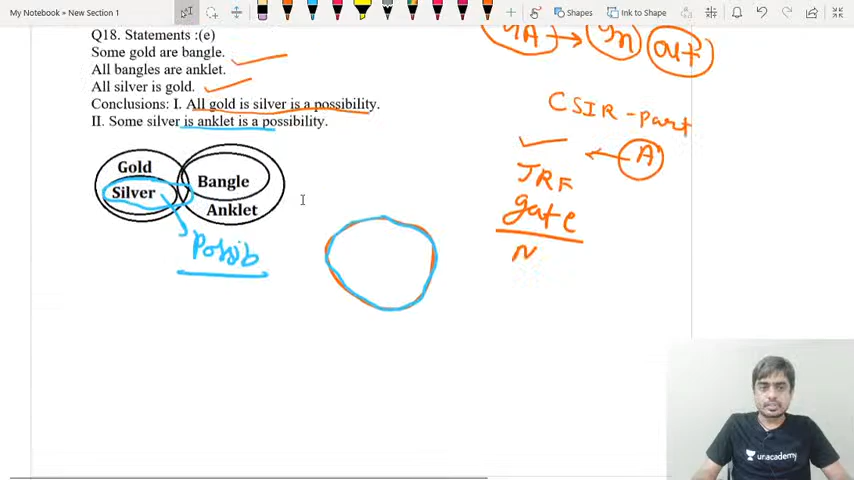 My Notebook » New Section 1
Shapes
Ink to Shape
Q18. Statements :(e)
Some gold are bangle.
All bangles are anklet.
All silver is gold.
Conclusions: I. All gold is silver is a possibility.
II. Some silver is anklet is a possibility.
Gold
Silver
Bangle
Anklet
Possib
out
CSIR-Part
A
JRF
gate
N
unacademy